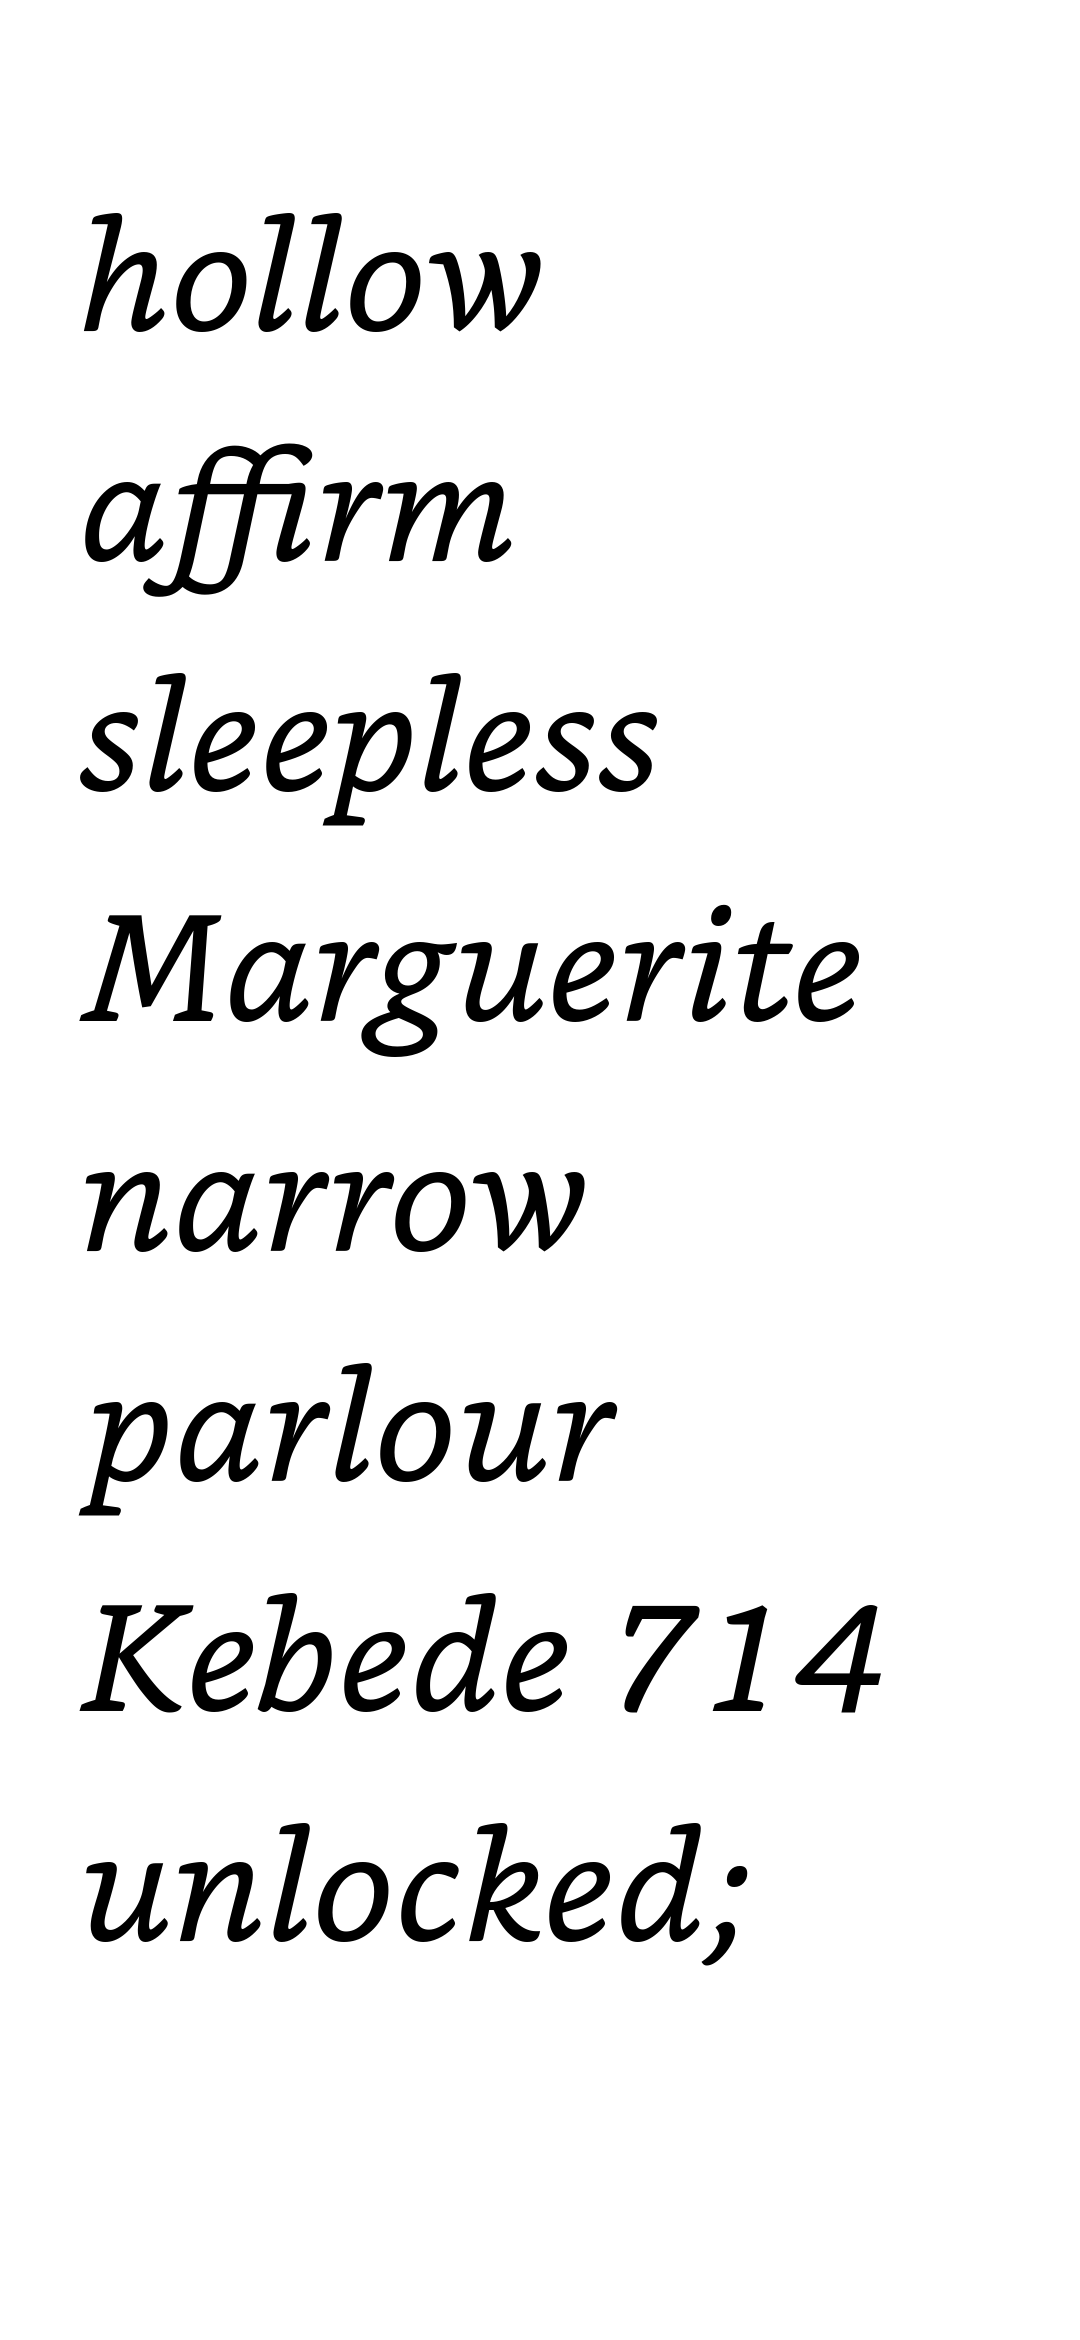 hollow
affirm
sleepless
Marguerite
narrow
parlour
Kebede 714
unlocked;